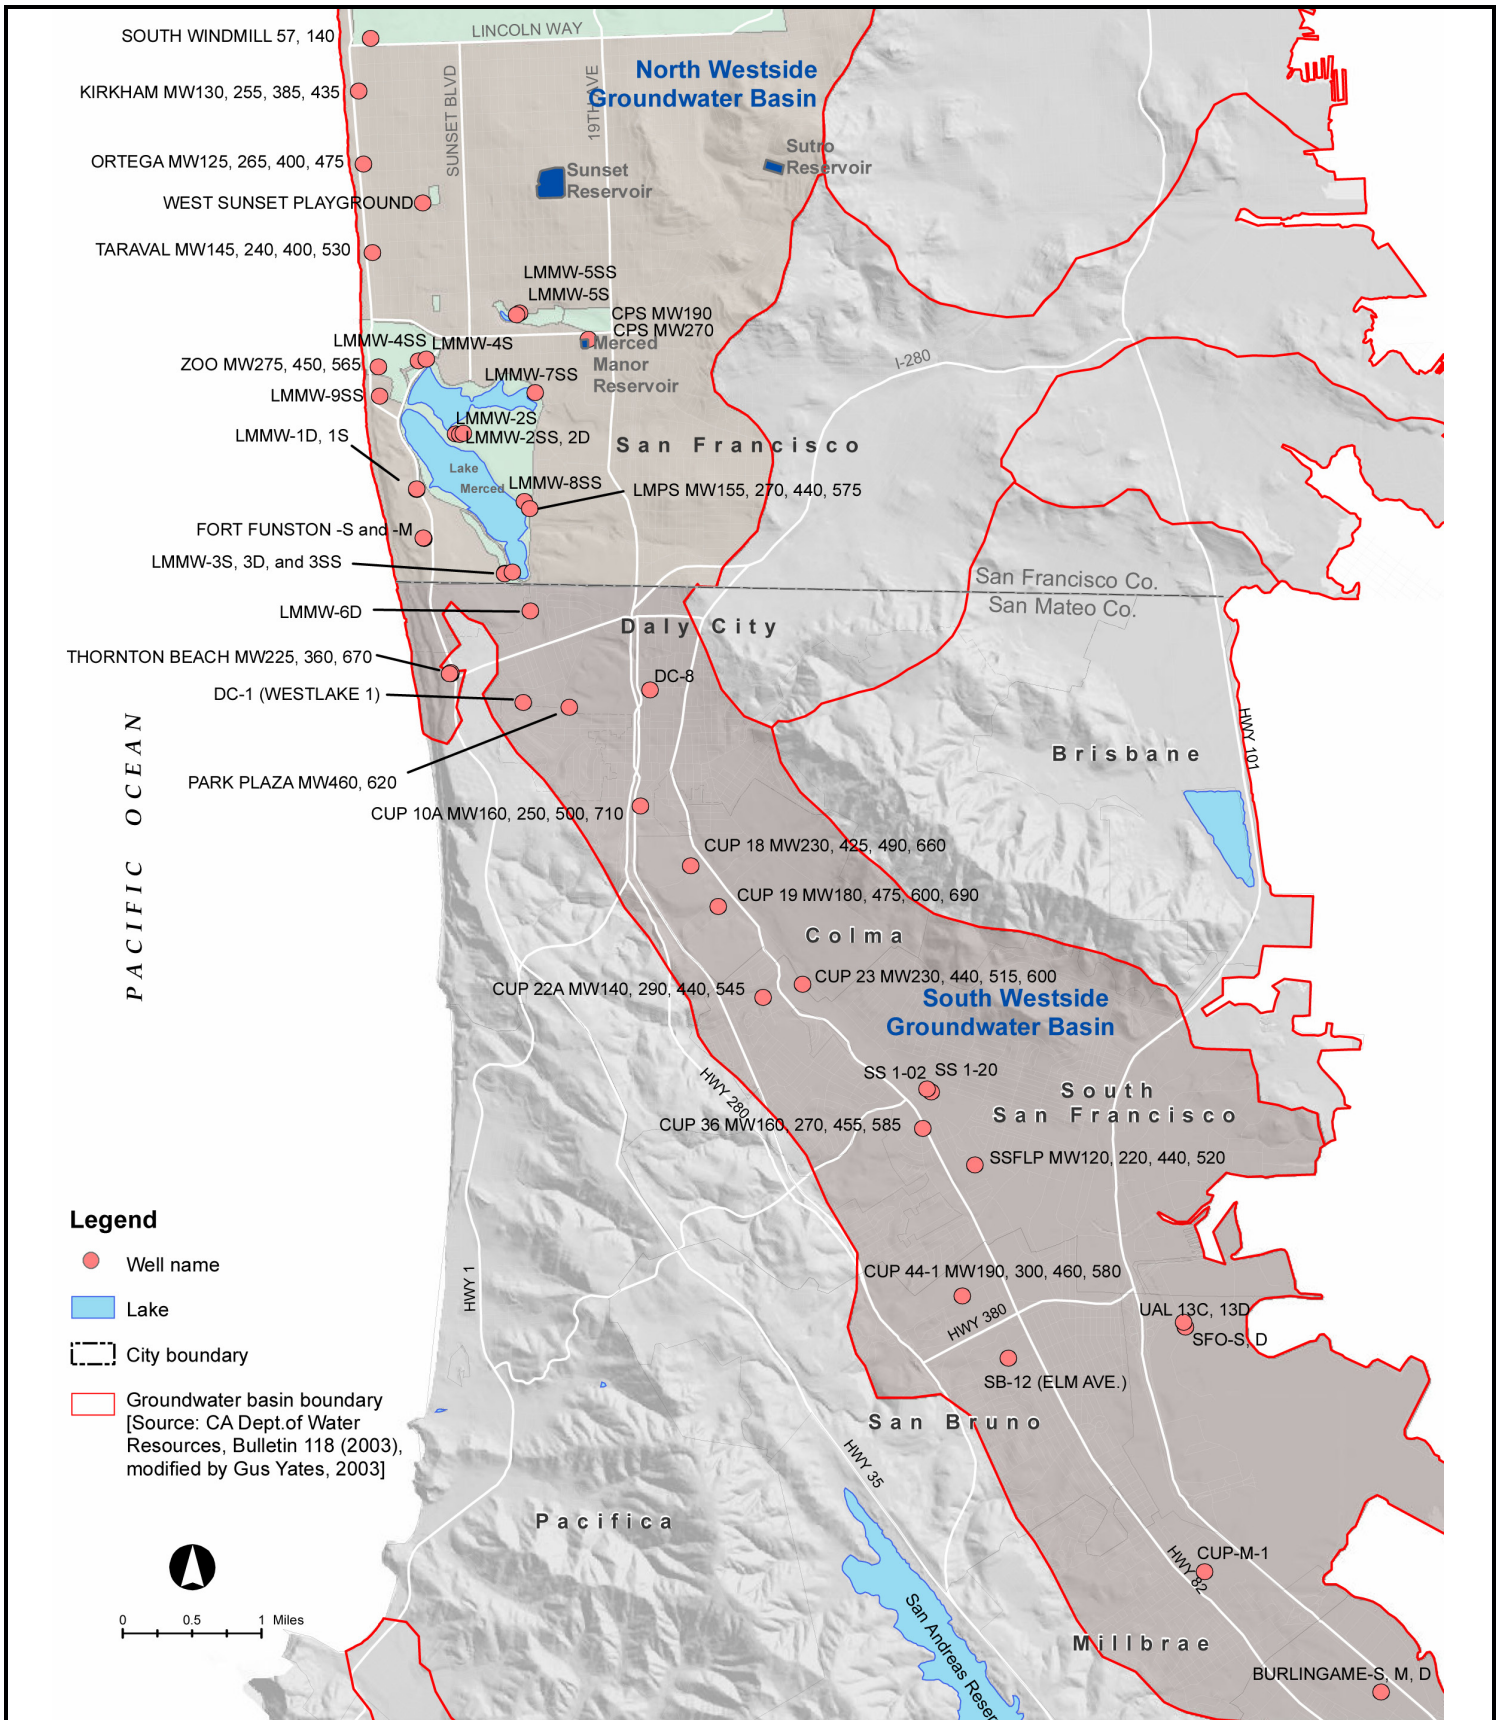 SOUTH WINDMILL 57, 140
LINCOLN WAY
SUNSET BLVD
19TH AVE
North Westside
Groundwater Basin
KIRKHAM MW130, 255, 385, 435
ORTEGA MW125, 265, 400, 475
Sutro
Reservoir
Sunset
Reservoir
WEST SUNSET PLAYGROUND
TARAVAL MW145, 240, 400, 530
LMMW-5SS
LMMW-5S
CPS MW190
CPS MW270
LMMW-4SS
LMMW-4S
Merced
Manor
Reservoir
ZOO MW275, 450, 565
LMMW-7SS
I-280
LMMW-9SS
LMMW-2S
LMMW-2SS, 2D
LMMW-1D, 1S
San Francisco
Lake
Merced
LMMW-8SS
LMPS MW155, 270, 440, 575
FORT FUNSTON -S and -M
LMMW-3S, 3D, and 3SS
San Francisco Co.
San Mateo Co.
LMMW-6D
Daly City
THORNTON BEACH MW225, 360, 670
DC-8
DC-1 (WESTLAKE 1)
PARK PLAZA MW460, 620
PACIFIC OCEAN
Brisbane
HWY 101
CUP 10A MW160, 250, 500, 710
CUP 18 MW230, 425, 490, 660
CUP 19 MW180, 475, 600, 690
Colma
CUP 23 MW230, 440, 515, 600
CUP 22A MW140, 290, 440, 545
South Westside
Groundwater Basin
SS 1-02
SS 1-20
HWY 280
South
San Francisco
CUP 36 MW160, 270, 455, 585
SSFLP MW120, 220, 440, 520
HWY 1
CUP 44-1 MW190, 300, 460, 580
HWY 380
UAL 13C, 13D
SFO-S, D
SB-12 (ELM AVE.)
San Bruno
HWY 35
Pacifica
San Andreas Reser
CUP-M-1
HWY 82
Millbrae
BURLINGAME-S, M, D
Legend
Well name
Lake
City boundary
Groundwater basin boundary
[Source: CA Dept.of Water
Resources, Bulletin 118 (2003),
modified by Gus Yates, 2003]
0 0.5 1 Miles